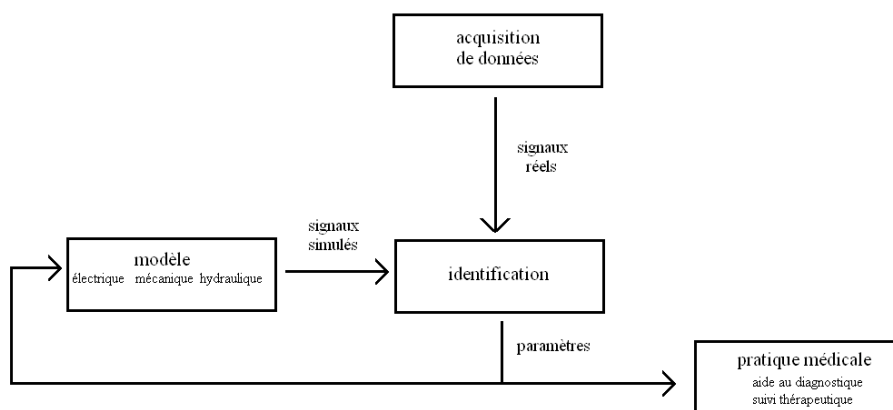 acquisition
de données
signaux
réels
signaux
simulés
modèle
électrique mécanique hydraulique
identification
paramètres
pratique médicale
aide au diagnostique
suivi thérapeutique